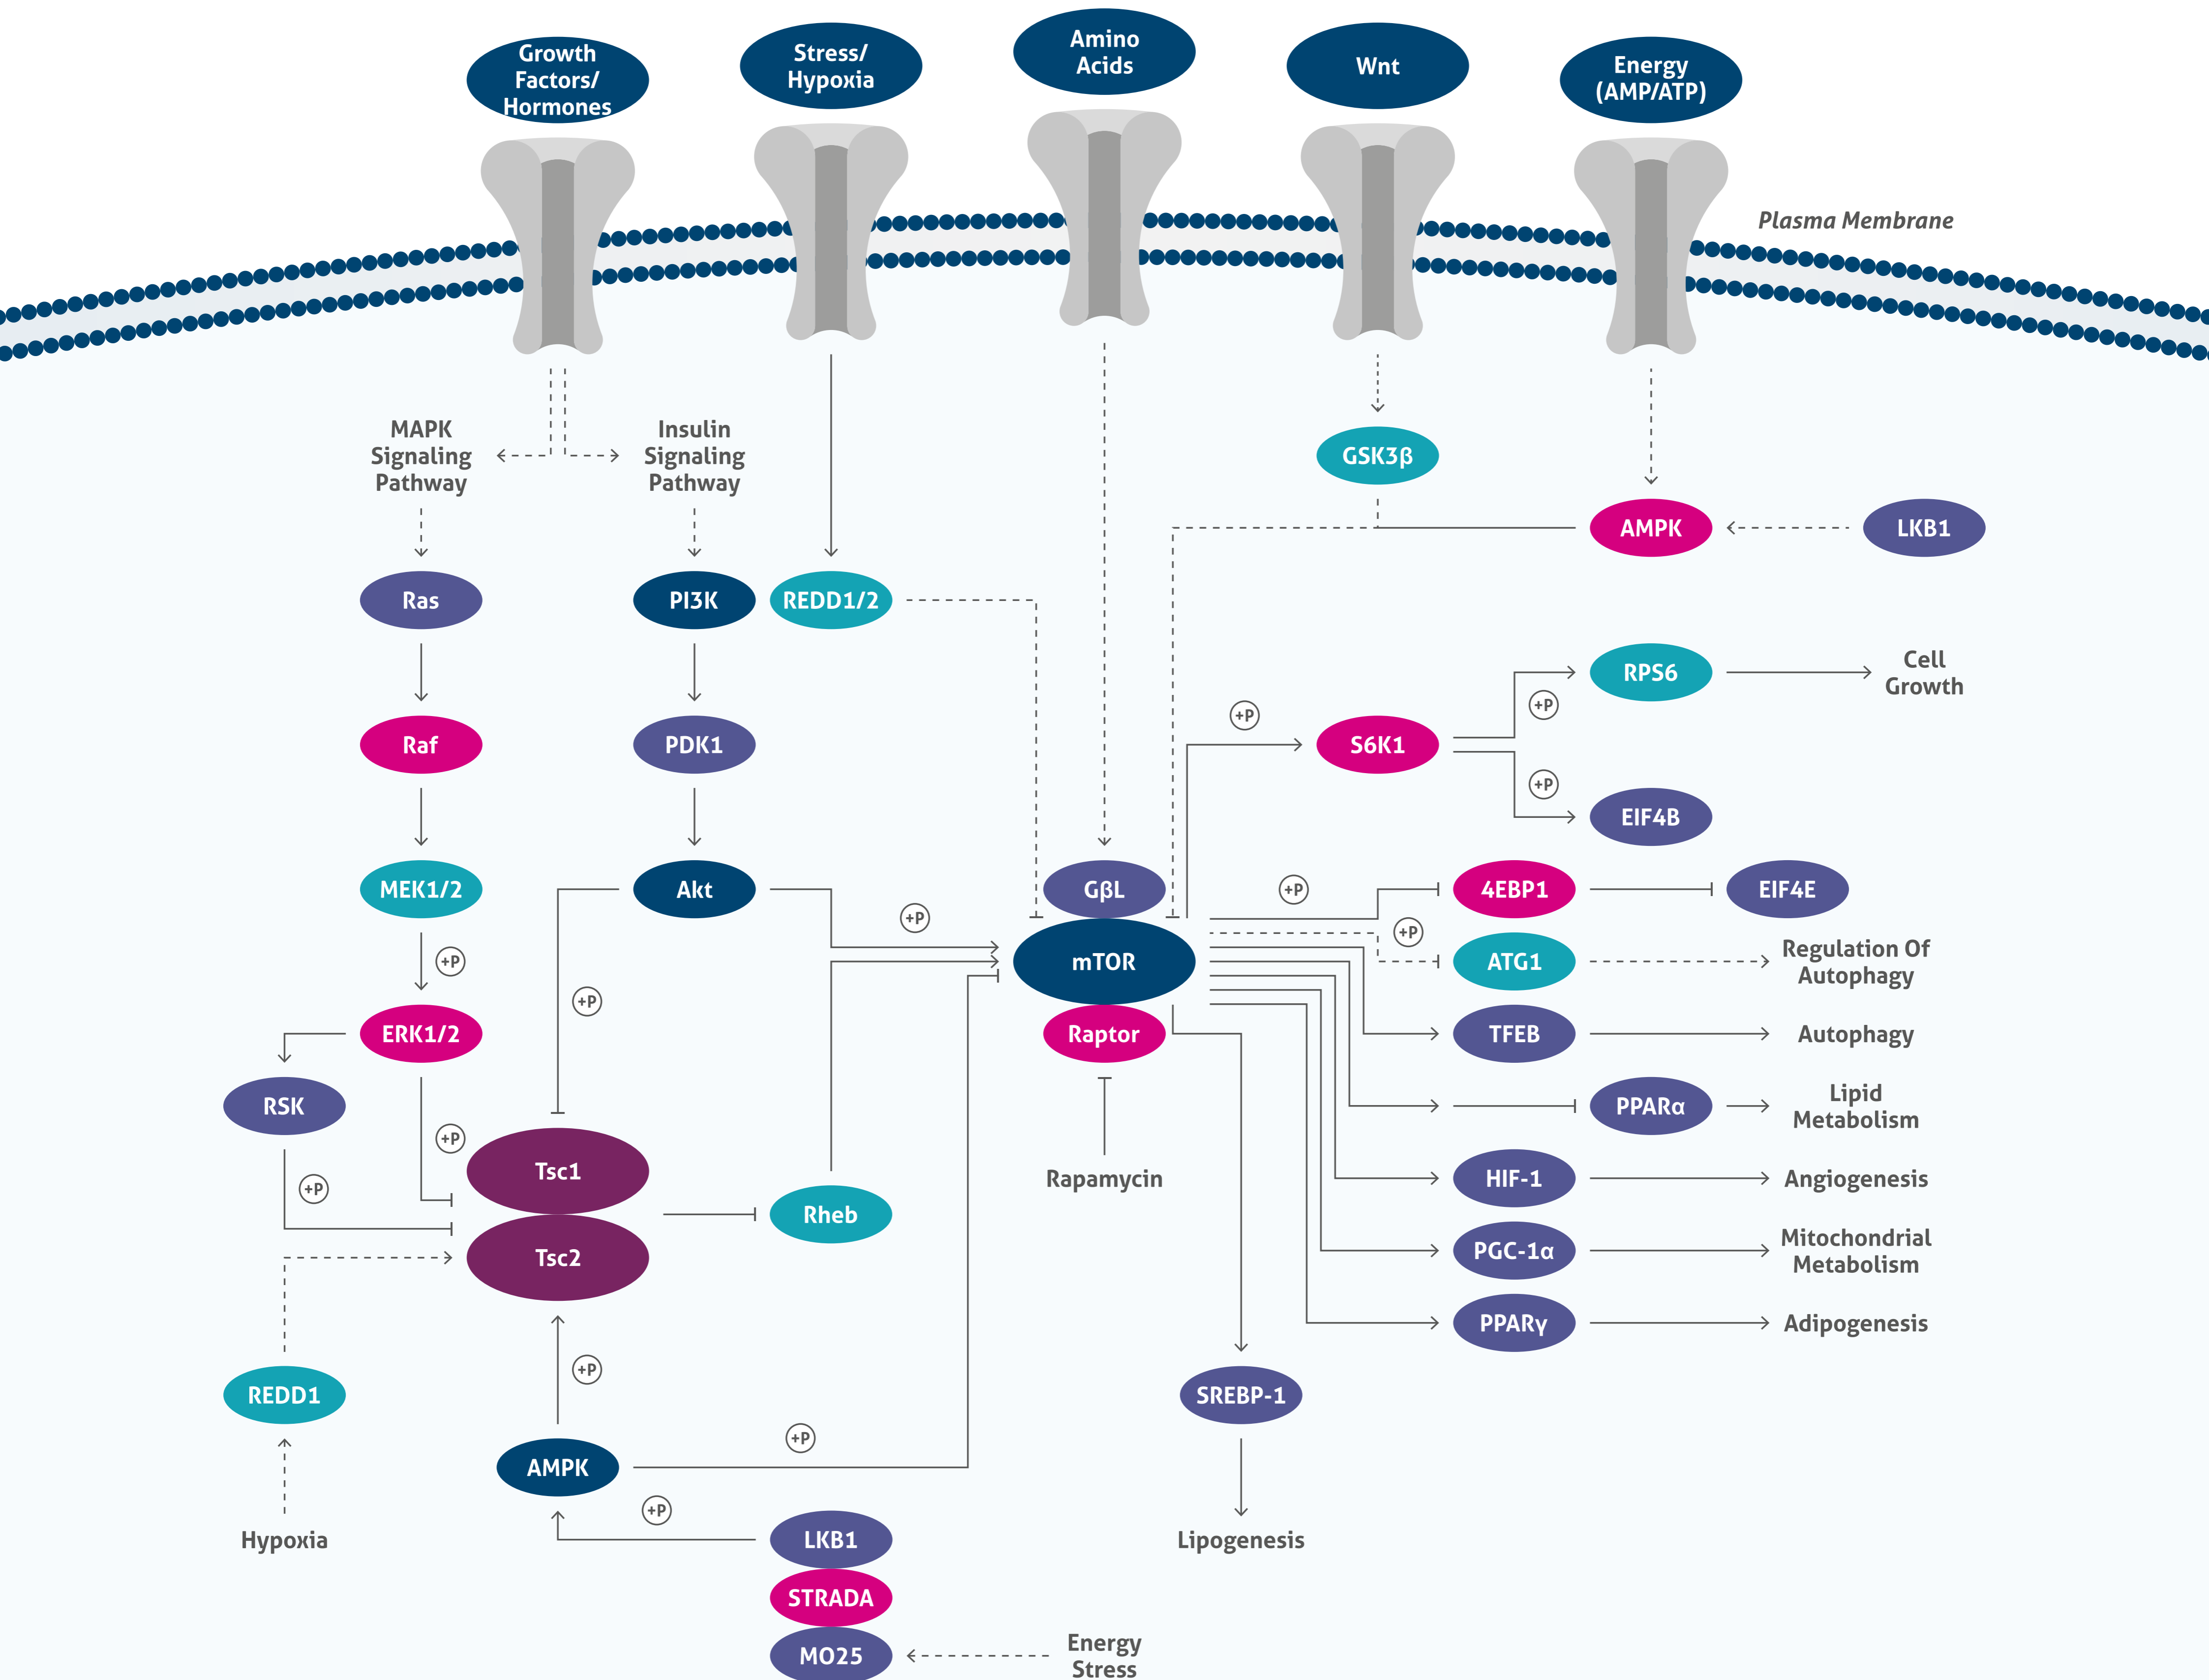 Growth
Factors/
Hormones
Stress/
Hypoxia
Amino
Acids
Wnt
Energy
(AMP/ATP)
Plasma Membrane
MAPK
Signaling
Pathway
Insulin
Signaling
Pathway
GSK3β
AMPK
LKB1
Ras
PI3K
REDD1/2
RPS6
Cell
Growth
+P
+P
Raf
PDK1
S6K1
+P
EIF4B
MEK1/2
Akt
GβL
+P
4EBP1
EIF4E
+P
+P
+P
mTOR
ATG1
Regulation Of
Autophagy
+P
ERK1/2
Raptor
TFEB
Autophagy
RSK
PPARα
Lipid
Metabolism
+P
Tsc1
Rapamycin
HIF-1
Angiogenesis
+P
Rheb
Tsc2
PGC-1α
Mitochondrial
Metabolism
PPARγ
Adipogenesis
+P
REDD1
SREBP-1
+P
AMPK
+P
Hypoxia
LKB1
Lipogenesis
STRADA
MO25
Energy
Stress